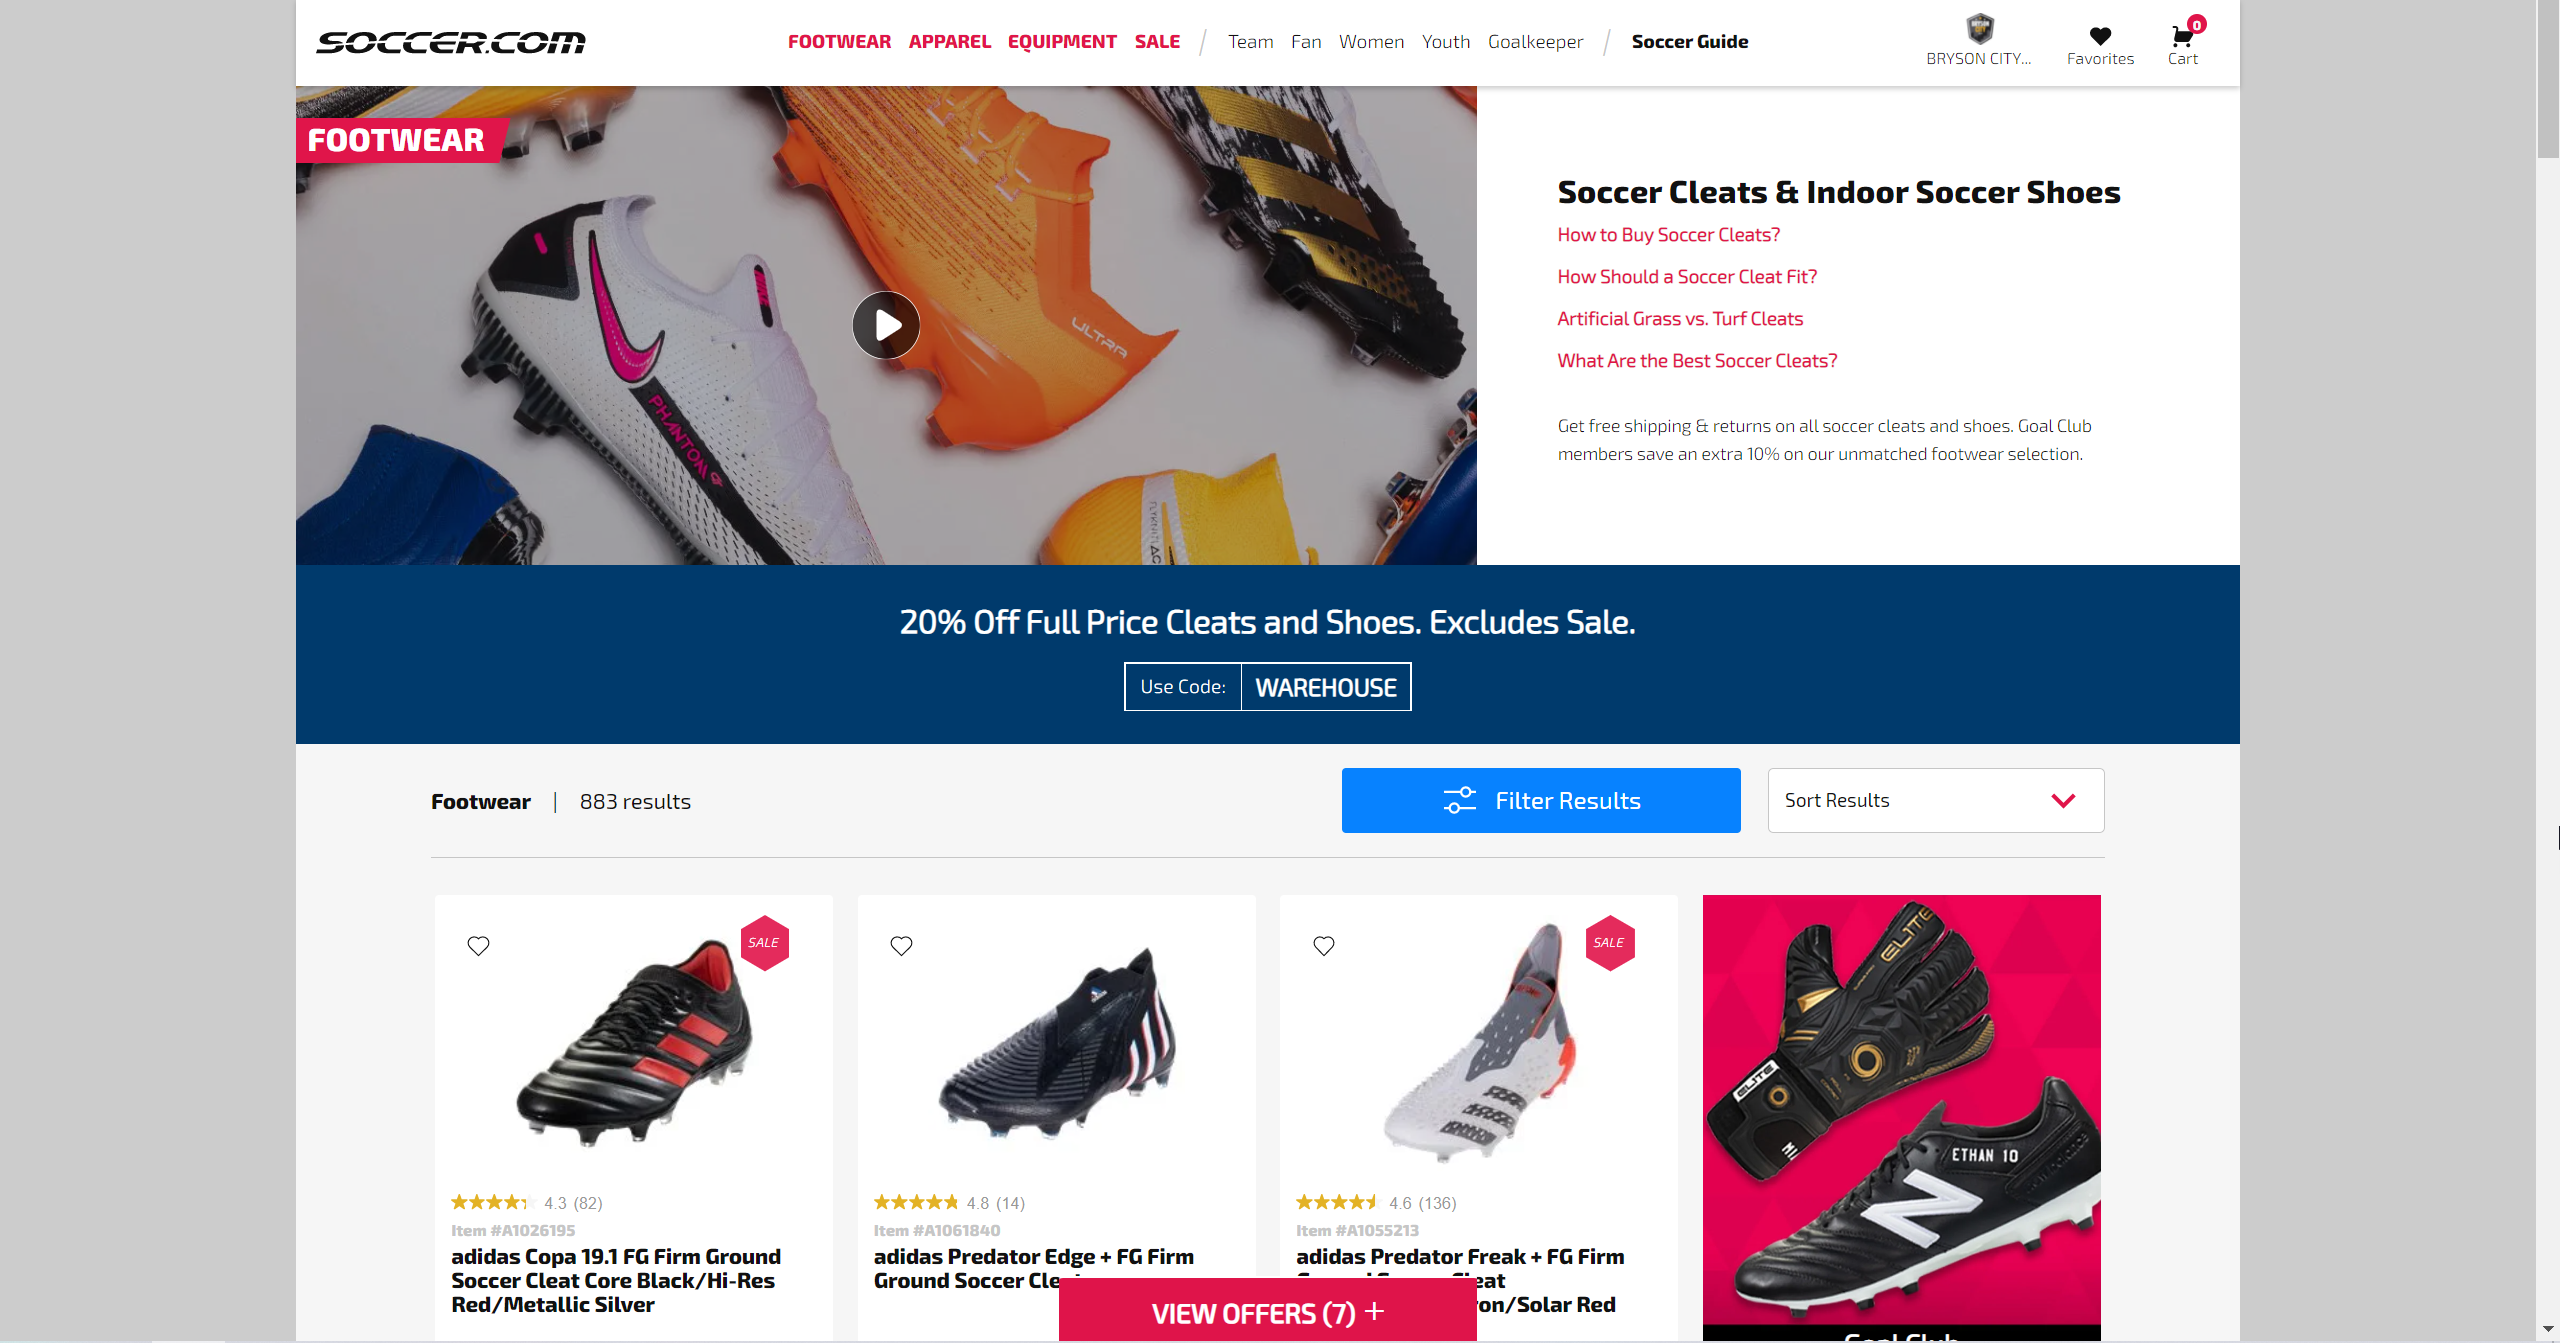 SOCCER.COM
FOOTWEAR APPAREL EQUIPMENT SALE / Team Fan Women Youth Goalkeeper / Soccer Guide
BRYSON CITY...
Favorites
0
Cart
FOOTWEAR
ULTRA
PHANTOM
Soccer Cleats & Indoor Soccer Shoes
How to Buy Soccer Cleats?
How Should a Soccer Cleat Fit?
Artificial Grass vs. Turf Cleats
What Are the Best Soccer Cleats?
Get free shipping & returns on all soccer cleats and shoes. Goal Club
members save an extra 10% on our unmatched footwear selection.
20% Off Full Price Cleats and Shoes. Excludes Sale.
Use Code: WAREHOUSE
Footwear | 883 results
Filter Results
Sort Results
SALE
4.3 (82)
Item #A1026195
adidas Copa 19.1 FG Firm Ground
Soccer Cleat Core Black/Hi-Res
Red/Metallic Silver
4.8 (14)
Item #A1061840
adidas Predator Edge + FG Firm
Ground Soccer
SALE
4.6 (136)
Item #A1055213
adidas Predator Freak + FG Firm
on/Solar Red
ELITE
ELITE
ETHAN 10
Goal Club
VIEW OFFERS (7) +